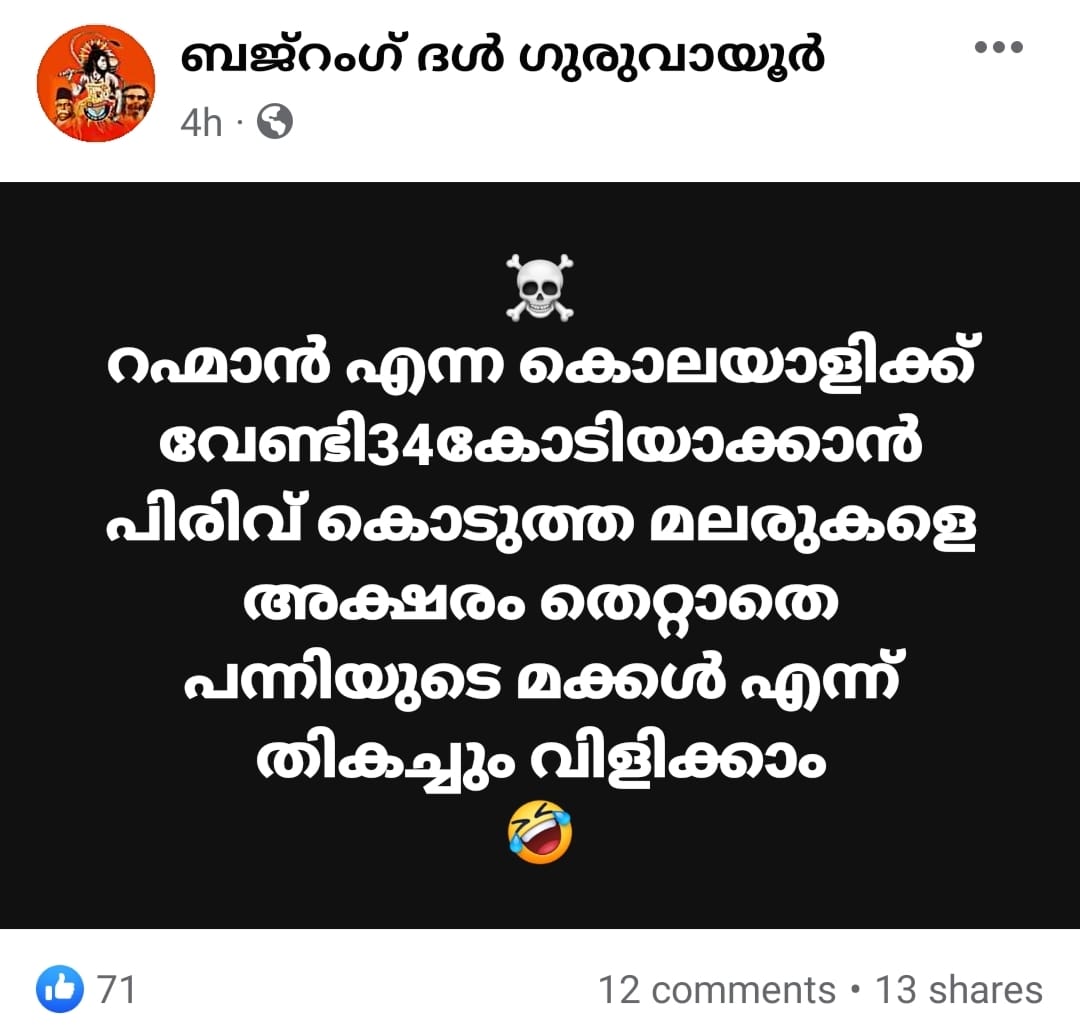 ബജ്റംഗ് ദൾ ഗുരുവായൂർ
4h ·
☠️
റഹ്മാൻ എന്ന കൊലയാളിക്ക്
വേണ്ടി34കോടിയാക്കാൻ
പിരിവ് കൊടുത്ത മലരുകളെ
അക്ഷരം തെറ്റാതെ
പന്നിയുടെ മക്കൾ എന്ന്
തികച്ചും വിളിക്കാം
🤣
71
12 comments • 13 shares